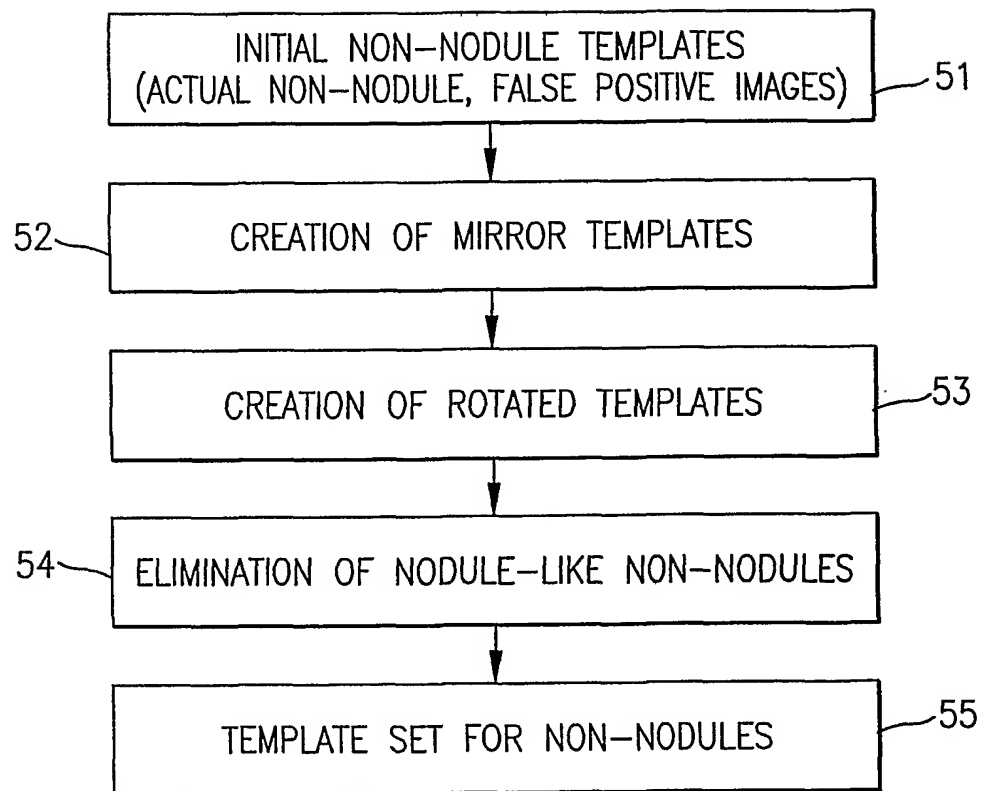 INITIAL NON-NODULE TEMPLATES
(ACTUAL NON-NODULE, FALSE POSITIVE IMAGES)
51
52
CREATION OF MIRROR TEMPLATES
CREATION OF ROTATED TEMPLATES
53
54
ELIMINATION OF NODULE-LIKE NON-NODULES
TEMPLATE SET FOR NON-NODULES
55